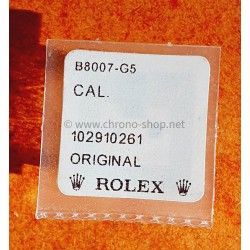 B8007-G5
CAL.
www.chrono-shop.net
102910261
ORIGINAL
ROLEX